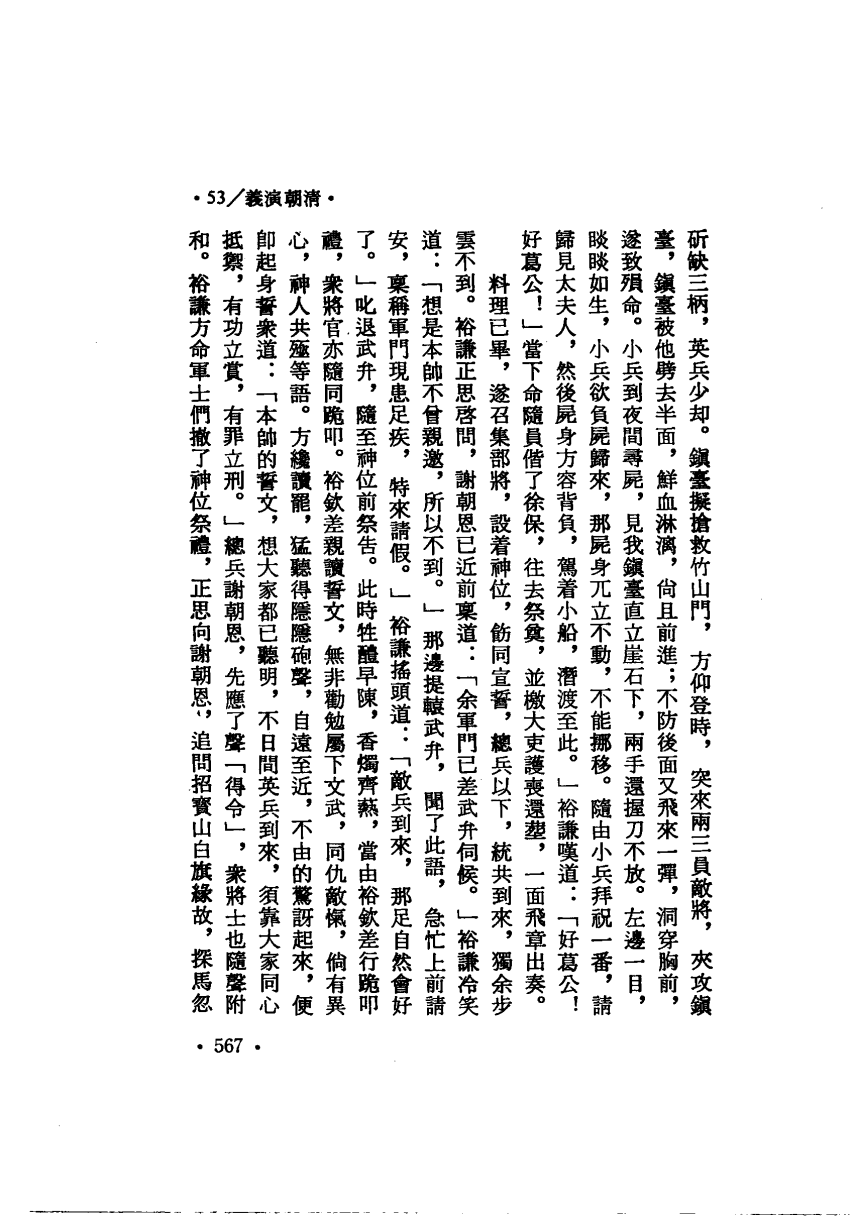 ·53/義演朝清·
斫缺三柄，英兵少却。鎭臺擬搶救竹山門，方仰登時，突來兩三員敵將，夾攻鎭
臺，鎭臺被他劈去半面，鮮血淋漓，尙且前進；不防後面又飛來一彈，洞穿胸前，
遂致殞命。小兵到夜間尋屍，見我鎭臺直立崖石下，兩手還握刀不放。左邊一目，
睒睒如生，小兵欲負屍歸來，那屍身兀立不動，不能挪移。隨由小兵拜祝一番，請
歸見太夫人，然後屍身方容背負，駕着小船，潛渡至此。」裕謙嘆道：「好葛公！
好葛公！」當下命隨員偕了徐保，往去祭奠，並檄大吏護喪還塟，一面飛章出奏。
料理已畢，遂召集部將，設着神位，飭同宣誓，總兵以下，統共到來，獨余步
雲不到。裕謙正思啓問，謝朝恩已近前稟道：「余軍門已差武弁伺候。」裕謙冷笑
道：「想是本帥不曾親邀，所以不到。」那邊提轅武弁，聞了此語，急忙上前請
安，稟稱軍門現患足疾，特來請假。」裕謙搖頭道：「敵兵到來，那足自然會好
了。」叱退武弁，隨至神位前祭告。此時牲醴早陳，香燭齊爇，當由裕欽差行跪叩
禮，衆將官亦隨同跪叩。裕欽差親讀誓文，無非勸勉屬下文武，同仇敵愾，倘有異
心，神人共殛等語。方纔讀罷，猛聽得隱隱砲聲，自遠至近，不由的驚訝起來，便
卽起身誓衆道：「本帥的誓文，想大家都已聽明，不日間英兵到來，須靠大家同心
抵禦，有功立賞，有罪立刑。」總兵謝朝恩，先應了聲「得令」，衆將士也隨聲附
和。裕謙方命軍士們撤了神位祭禮，正思向謝朝恩，追問招寳山白旗緣故，探馬忽
·567·